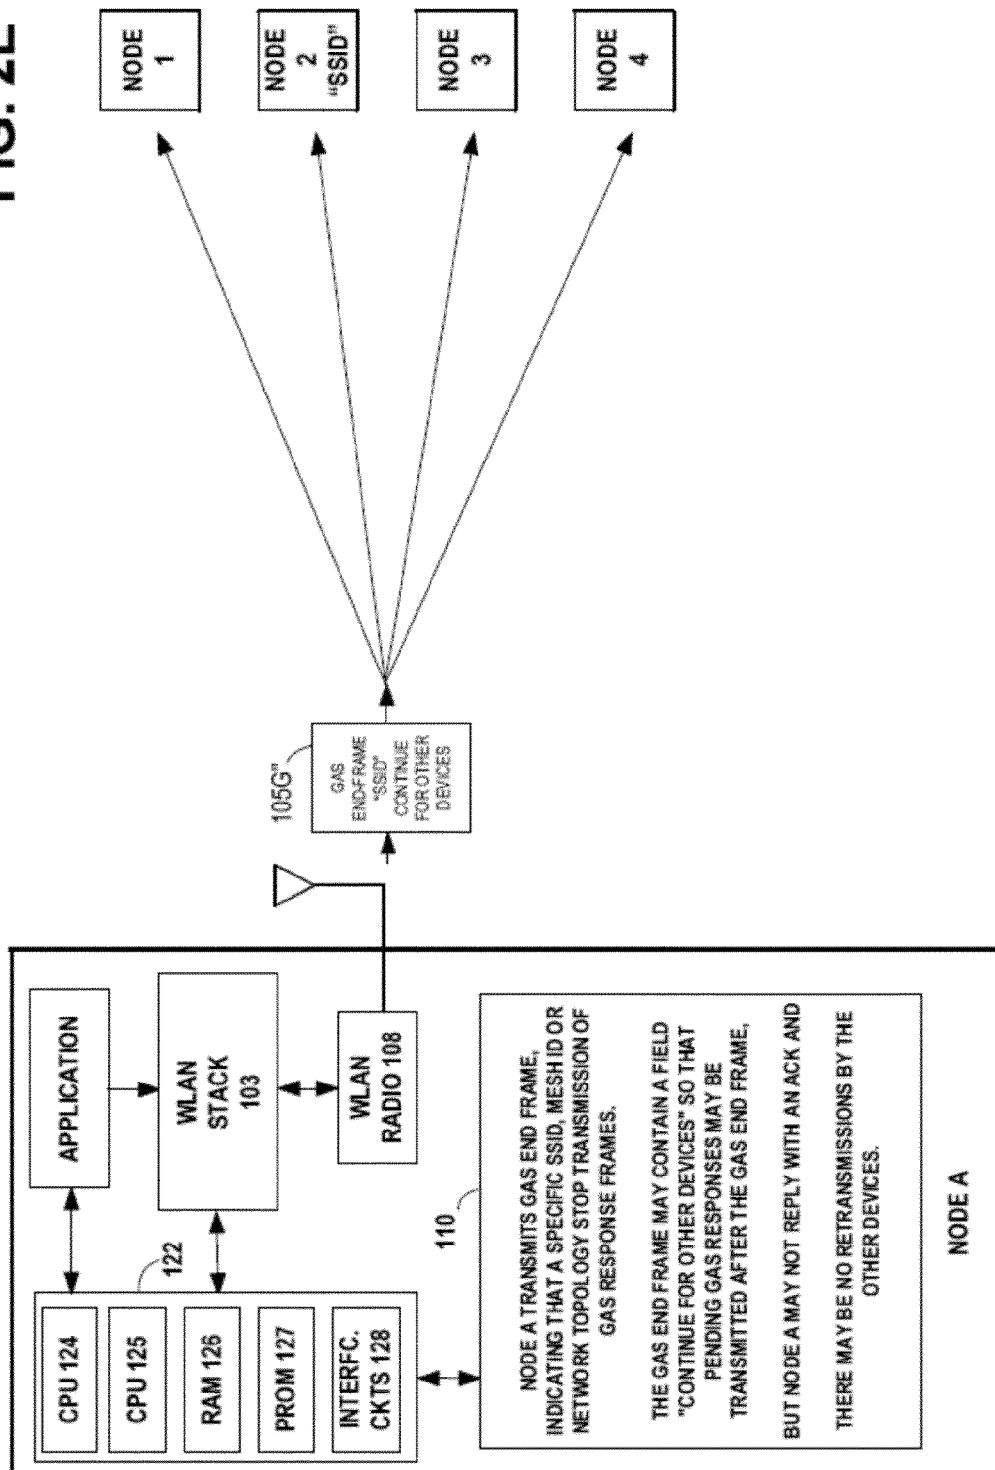 FIG. 2E
CPU 124
CPU 125
RAM 126
PROM 127
INTERFC.
CKTS 128
122
APPLICATION
WLAN
STACK
103
WLAN
RADIO 108
110
NODE A TRANSMITS GAS END FRAME,
INDICATING THAT A SPECIFIC SSID, MESH ID OR
NETWORK TOPOLOGY STOP TRANSMISSION OF
GAS RESPONSE FRAMES.
THE GAS END FRAME MAY CONTAIN A FIELD
"CONTINUE FOR OTHER DEVICES" SO THAT
PENDING GAS RESPONSES MAY BE
TRANSMITTED AFTER THE GAS END FRAME,
BUT NODE A MAY NOT REPLY WITH AN ACK AND
THERE MAY BE NO RETRANSMISSIONS BY THE
OTHER DEVICES.
NODE A
105G"
GAS
END-FRAME
"SSID"
CONTINUE
FOR OTHER
DEVICES
NODE
1
NODE
2
"SSID"
NODE
3
NODE
4